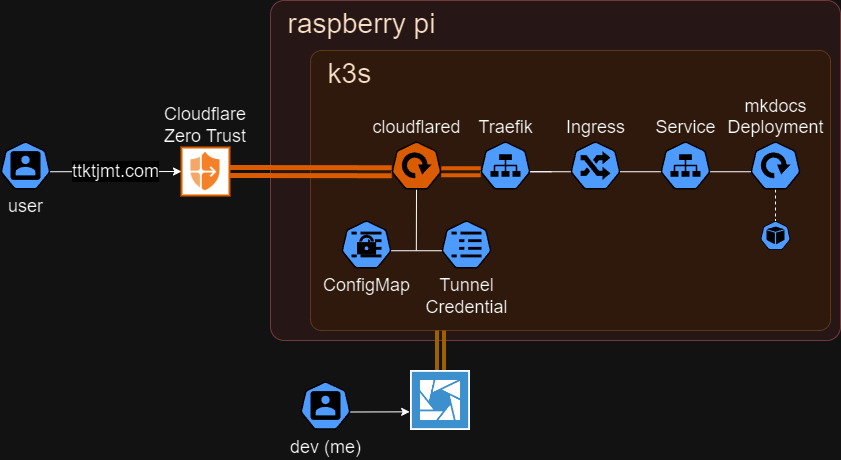 raspberry pi
k3s
Cloudflare
Zero Trust
cloudflared
Traefik
Ingress
Service
mkdocs
Deployment
ttktjmt.com
user
ConfigMap
Tunnel
Credential
dev (me)